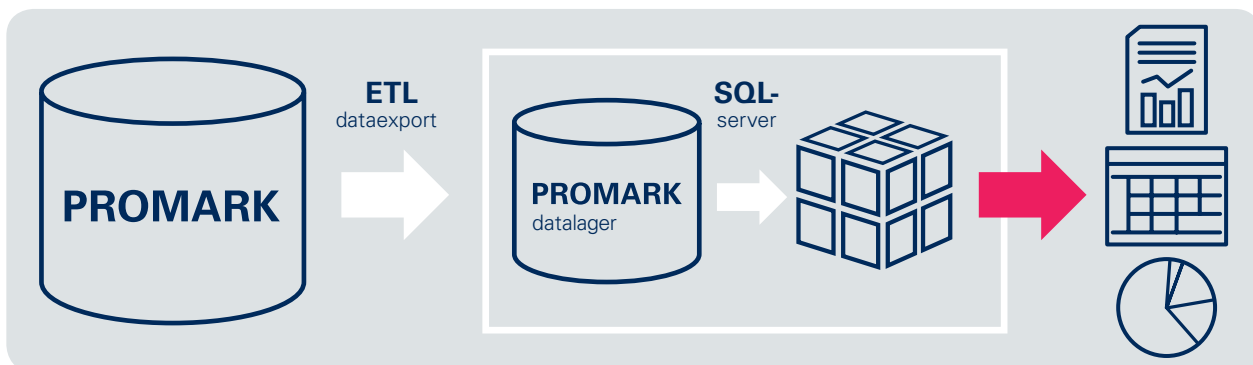 PROMARK
ETL
dataexport
PROMARK
datalager
SQL-
server